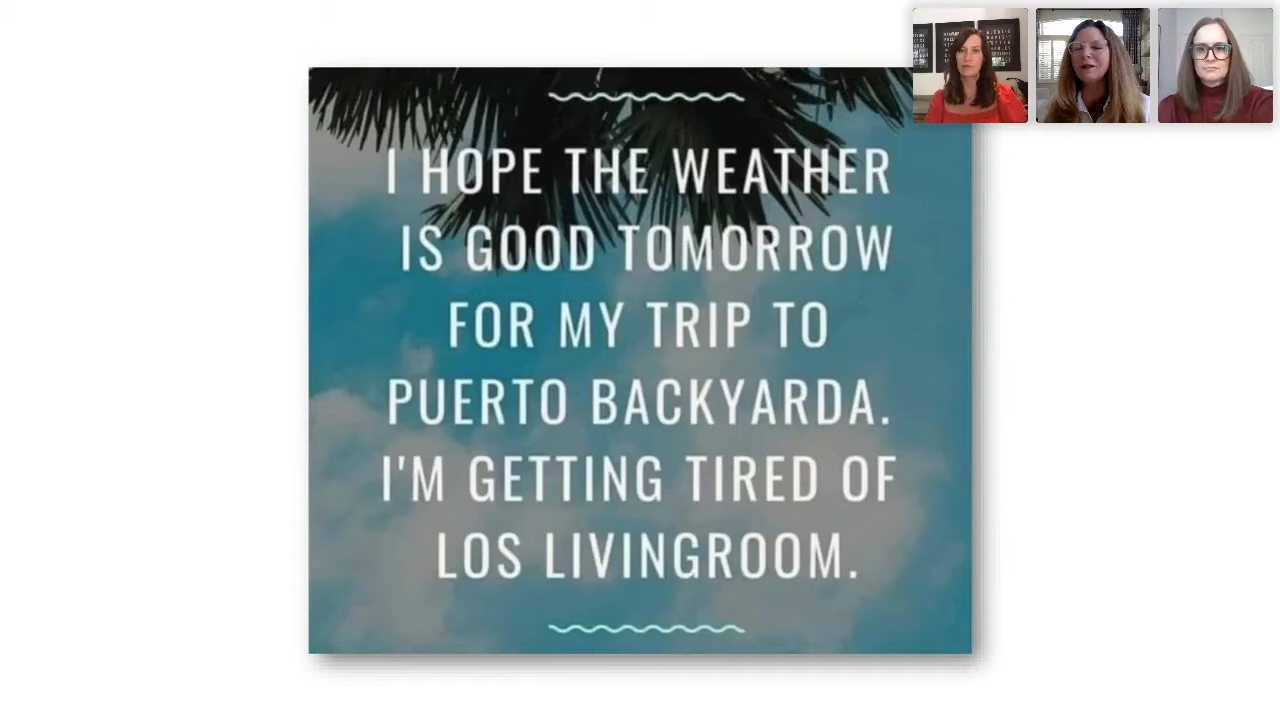 I HOPE THE WEATHER
IS GOOD TOMORROW
FOR MY TRIP TO
PUERTO BACKYARDA.
I'M GETTING TIRED OF
LOS LIVINGROOM.